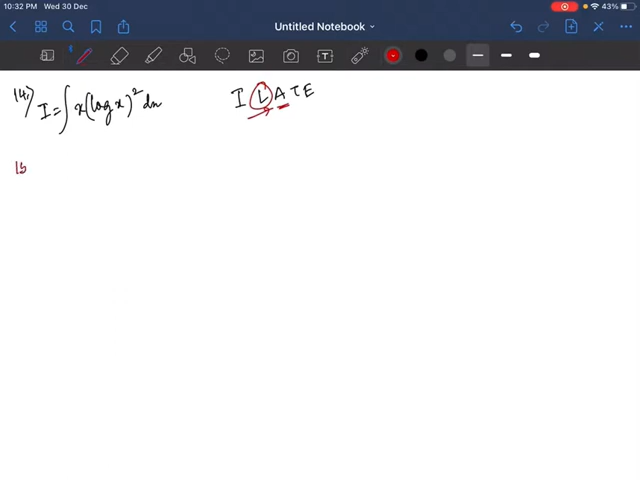 10:32 PM Wed 30 Dec
43%
Untitled Notebook
14,) I = ∫ x(log x)² dx
I L A T E